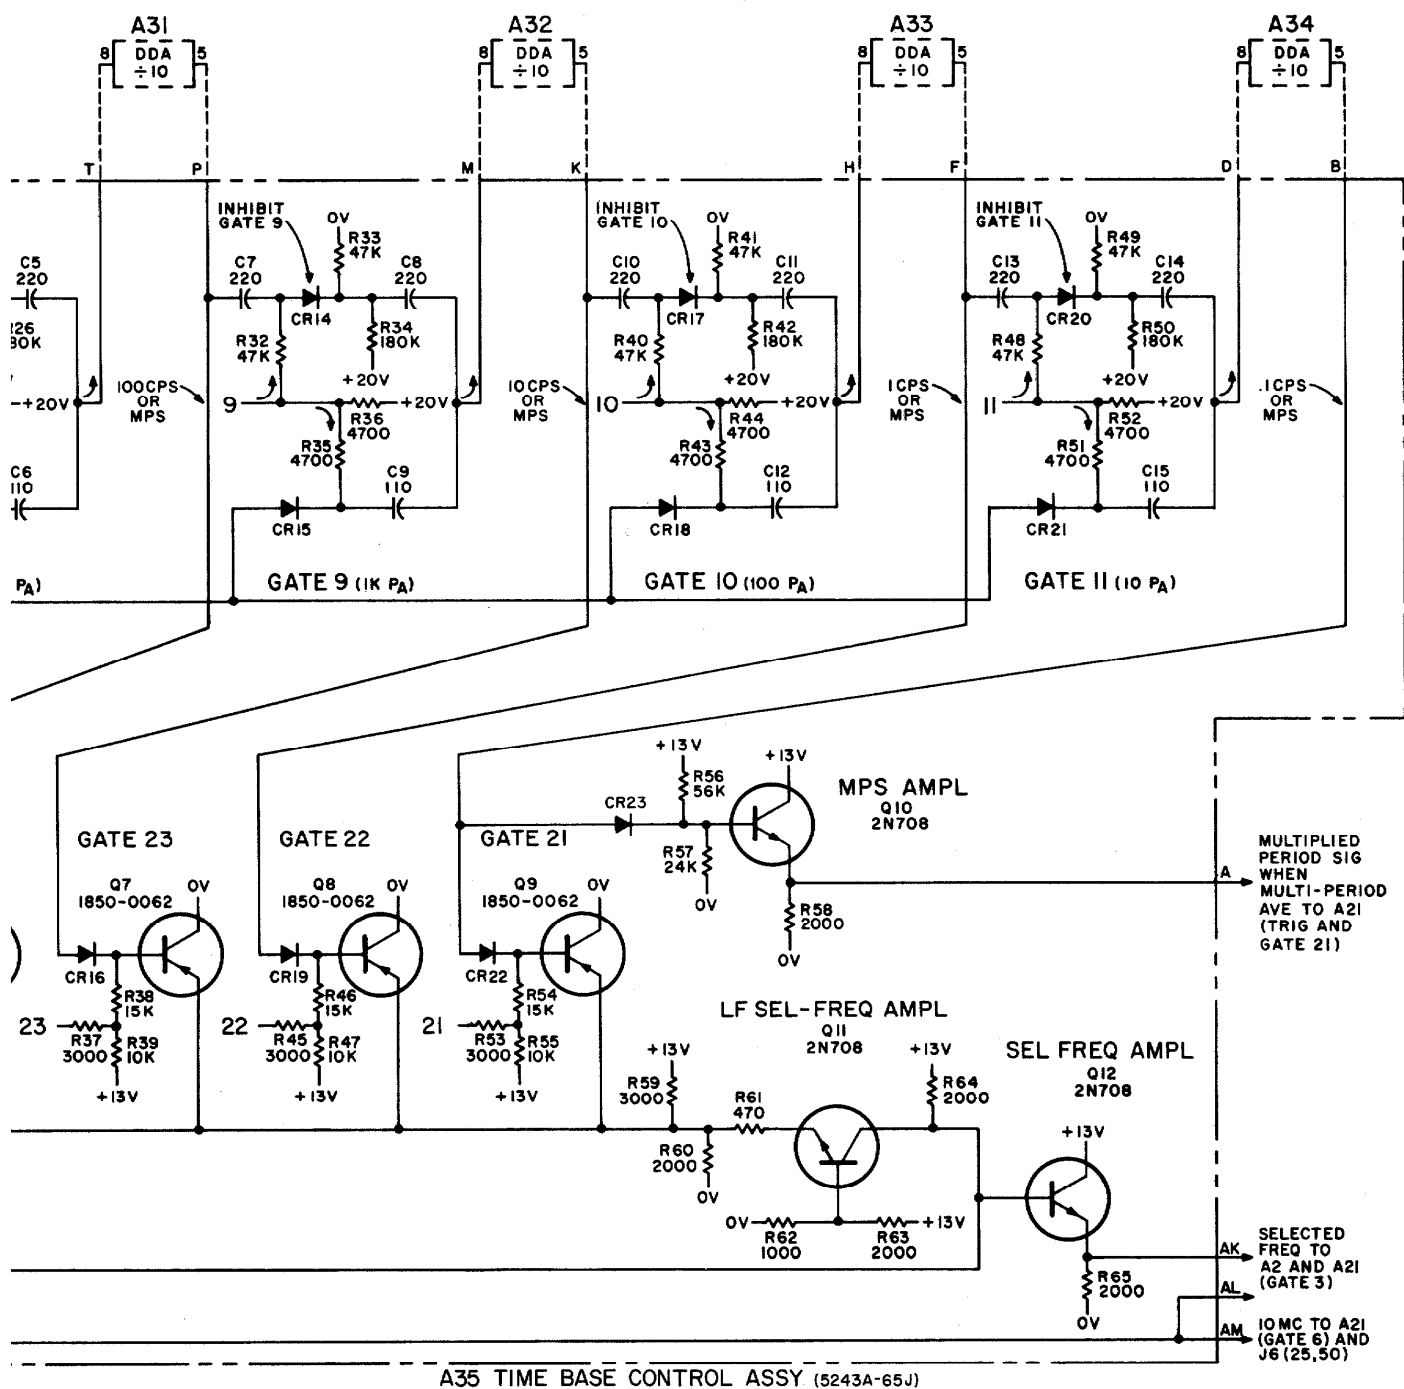 A31
A32
A33
A34
8 DDA 5
÷10
8 DDA 5
÷10
8 DDA 5
÷10
8 DDA 5
÷10
T P M K H F D B
INHIBIT
GATE 9
0V
R33
47K
INHIBIT
GATE 10
0V
R41
47K
INHIBIT
GATE 11
0V
R49
47K
C5
220
C7
220
C8
220
C10
220
C11
220
C13
220
C14
220
CR14
CR17
CR20
R32
47K
R34
180K
+20V
R40
47K
R42
180K
+20V
R48
47K
R50
180K
+20V
+20V
100CPS
OR
MPS
9
R36
4700
+20V
10CPS
OR
MPS
10
R44
4700
+20V
1CPS
OR
MPS
11
R52
4700
+20V
.1CPS
OR
MPS
R35
4700
R43
4700
R51
4700
C6
110
C9
110
C12
110
C15
110
CR15
CR18
CR21
PA)
GATE 9 (1K PA)
GATE 10 (100 PA)
GATE 11 (10 PA)
+13V
R56
56K
+13V
MPS AMPL
Q10
2N708
CR23
R57
24K
0V
R58
2000
0V
A
MULTIPLIED
PERIOD SIG
WHEN
MULTI-PERIOD
AVE TO A21
(TRIG AND
GATE 21)
GATE 23
Q7
1850-0062
0V
CR16
R38
15K
23
R37
3000
R39
10K
+13V
GATE 22
Q8
1850-0062
0V
CR19
R46
15K
22
R45
3000
R47
10K
+13V
GATE 21
Q9
1850-0062
0V
CR22
R54
15K
21
R53
3000
R55
10K
+13V
LF SEL-FREQ AMPL
Q11
2N708
+13V
R59
3000
R60
2000
0V
R61
470
+13V
R64
2000
0V
R62
1000
R63
2000
+13V
SEL FREQ AMPL
Q12
2N708
+13V
R65
2000
0V
AK
SELECTED
FREQ TO
A2 AND A21
(GATE 3)
AL
AM
10MC TO A21
(GATE 6) AND
J6 (25,50)
A35 TIME BASE CONTROL ASSY (5243A-65J)